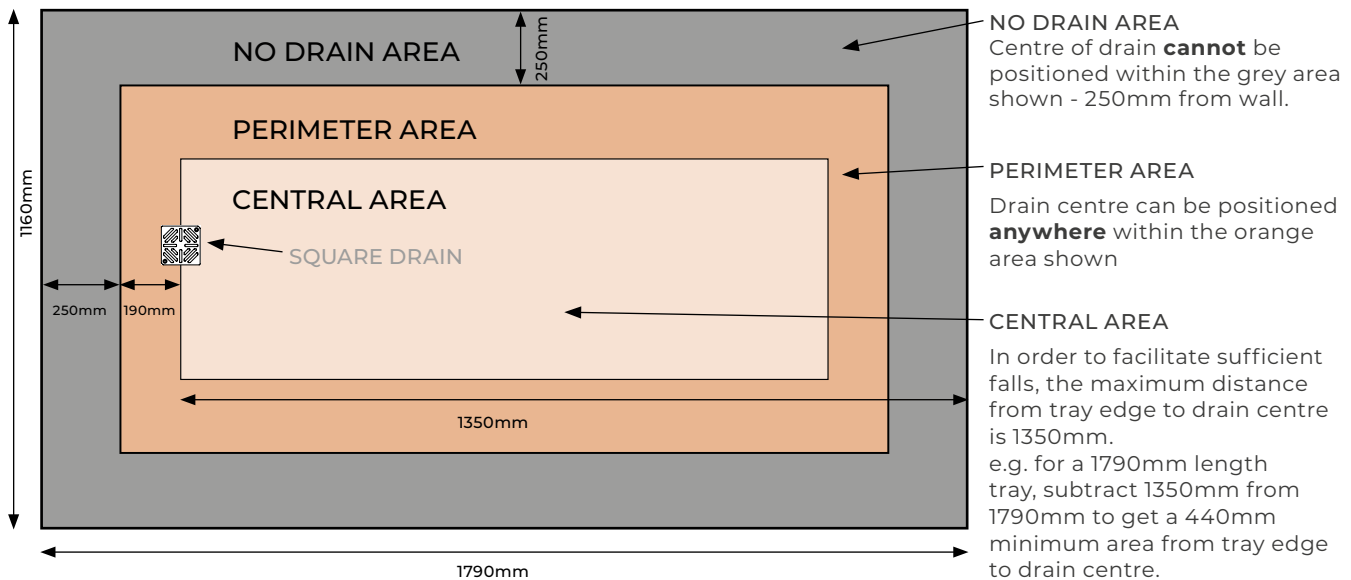 NO DRAIN AREA
250mm
PERIMETER AREA
CENTRAL AREA
SQUARE DRAIN
1160mm
250mm
190mm
1350mm
1790mm
NO DRAIN AREA
Centre of drain cannot be
positioned within the grey area
shown - 250mm from wall.
PERIMETER AREA
Drain centre can be positioned
anywhere within the orange
area shown
CENTRAL AREA
In order to facilitate sufficient
falls, the maximum distance
from tray edge to drain centre
is 1350mm.
e.g. for a 1790mm length
tray, subtract 1350mm from
1790mm to get a 440mm
minimum area from tray edge
to drain centre.